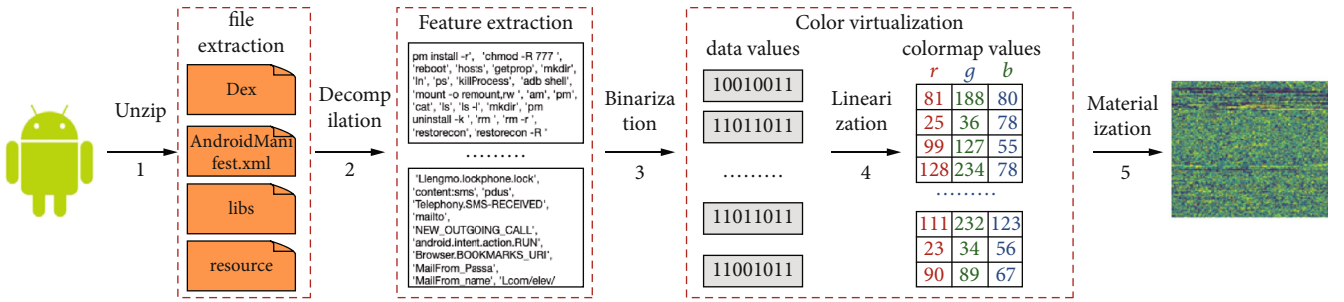 file
extraction
Dex
AndroidMani
fest.xml
libs
resource
Unzip
1
Decomp
ilation
2
Feature extraction
pm install -r', 'chmod -R 777 ',
'reboot', 'hos:s', 'getprop', 'mkdir',
'ln', 'ps', 'killProcess', 'adb shell',
'mount -o remount,rw ', 'am', 'pm',
'cat', 'ls', 'ls -l', 'mkdir', 'pm
uninstall -k ', 'rm ', 'rm -r ',
'restorecon', 'restorecon -R '
.........
'Llengmo.lockphone.lock',
'content:sms', 'pdus',
'Telephony.SMS-RECEIVED',
'mailto',
'NEW_OUTGOING_CALL',
'android.intert.action.RUN',
'Browser.BOOKMARKS_URI',
'MailFrom_Passa',
'MailFrom_name', 'Lcom/elev/
Binariza
tion
3
Color virtualization
data values
10010011
11011011
.........
11011011
11001011
Lineari
zation
4
colormap values
r g b
81 188 80
25 36 78
99 127 55
128 234 78
.........
111 232 123
23 34 56
90 89 67
Material
ization
5